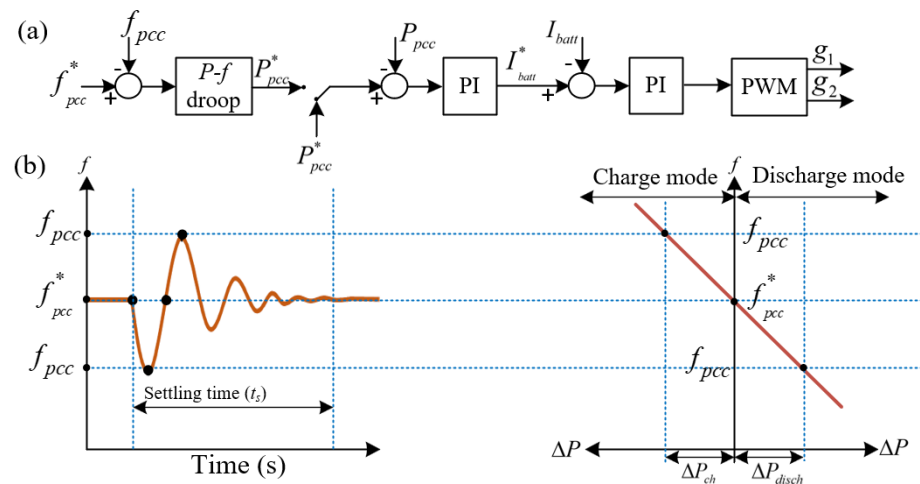 (a)
f_pcc
f*_pcc
-
+
P-f
droop
P*_pcc
P*_pcc
P_pcc
-
+
PI
I*_batt
I_batt
-
+
PI
PWM
g_1
g_2
(b)
f
f_pcc
f*_pcc
f_pcc
Settling time (t_s)
Time (s)
Charge mode
f
Discharge mode
f_pcc
f*_pcc
f_pcc
ΔP
ΔP_ch
ΔP_disch
ΔP